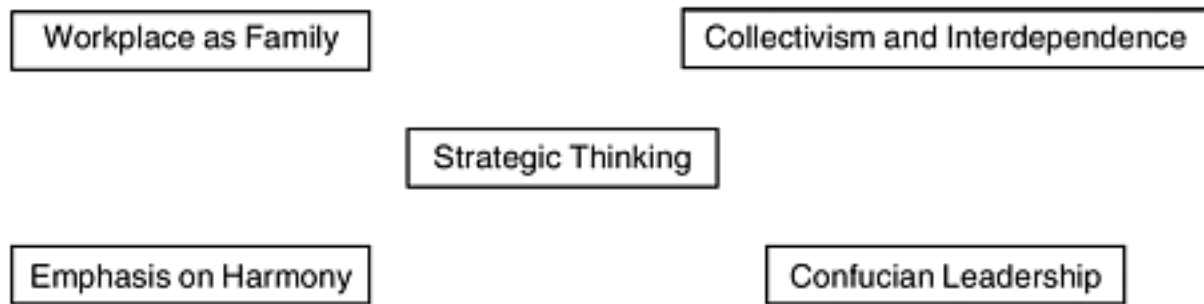 Workplace as Family
Collectivism and Interdependence
Strategic Thinking
Emphasis on Harmony
Confucian Leadership